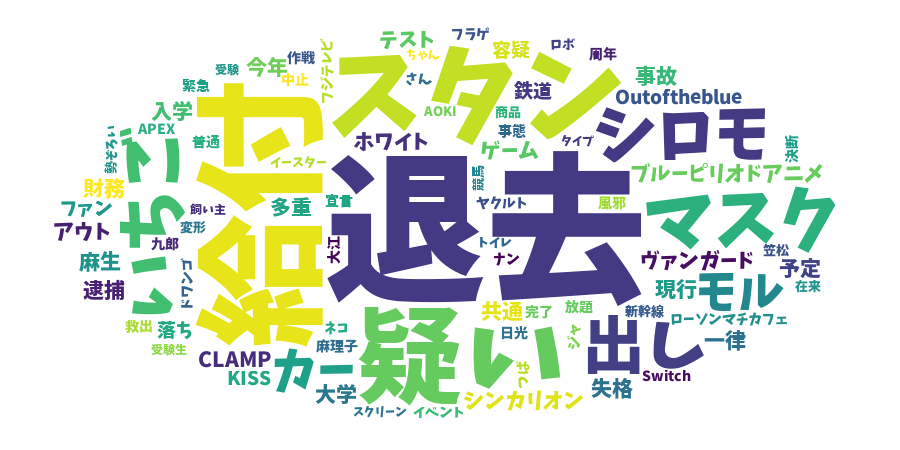 フラゲ
テスト
容疑
ロボ
周年
ちゃん
作戦
フジテレビ
今年
受験
中止
さん
スタン
事故
緊急
鉄道
Outoftheblue
入学
AOKI
商品
シロモ
APEX
事態
給付
普通
ホワイト
ゲーム
タイプ
決断
勢ぞろい
いちご
イースター
退去
競馬
ブルーピリオドアニメ
財務
ファン
飼い主
多重
宣言
ヤクルト
風邪
マスク
アウト
変形
九郎
大江
トイレ
ナン
ヴァンガード
笠松
予定
麻生
ドワンゴ
逮捕
現行
モル
在来
共通
完了
放題
新幹線
ローソンマチカフェ
救出
落ち
ネコ
疑い
日光
ジャ
出し
一律
受験生
麻理子
CLAMP
KISS
カー
つば
Switch
大学
失格
シンカリオン
スクリーン
イベント